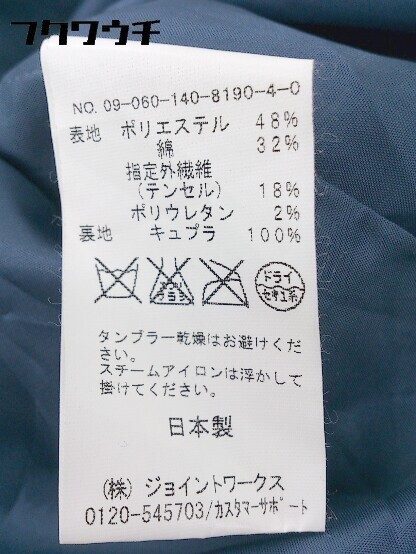 フクワウチ
NO. 09-060-140-8190-4-0
表地 ポリエステル 48%
綿 32%
指定外繊維
(テンセル) 18%
ポリウレタン 2%
裏地 キュプラ 100%
ドライ
セキユ系
タンブラー乾燥はお避けくだ
さい。
スチームアイロンは浮かして
掛けてください。
日本製
(株) ジョイントワークス
0120-545703/カスタマーサポート